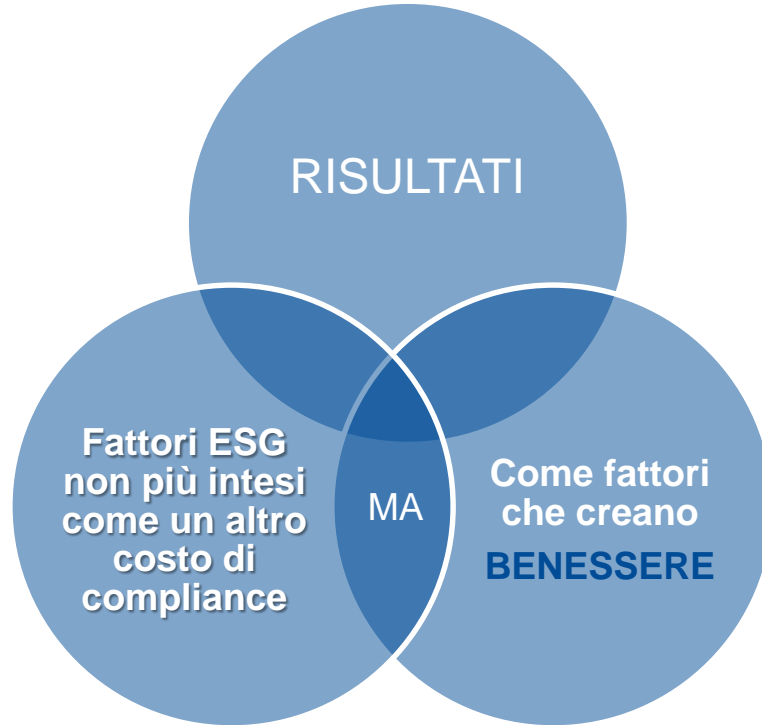 RISULTATI
Fattori ESG
non più intesi
come un altro
costo di
compliance
MA
Come fattori
che creano
BENESSERE